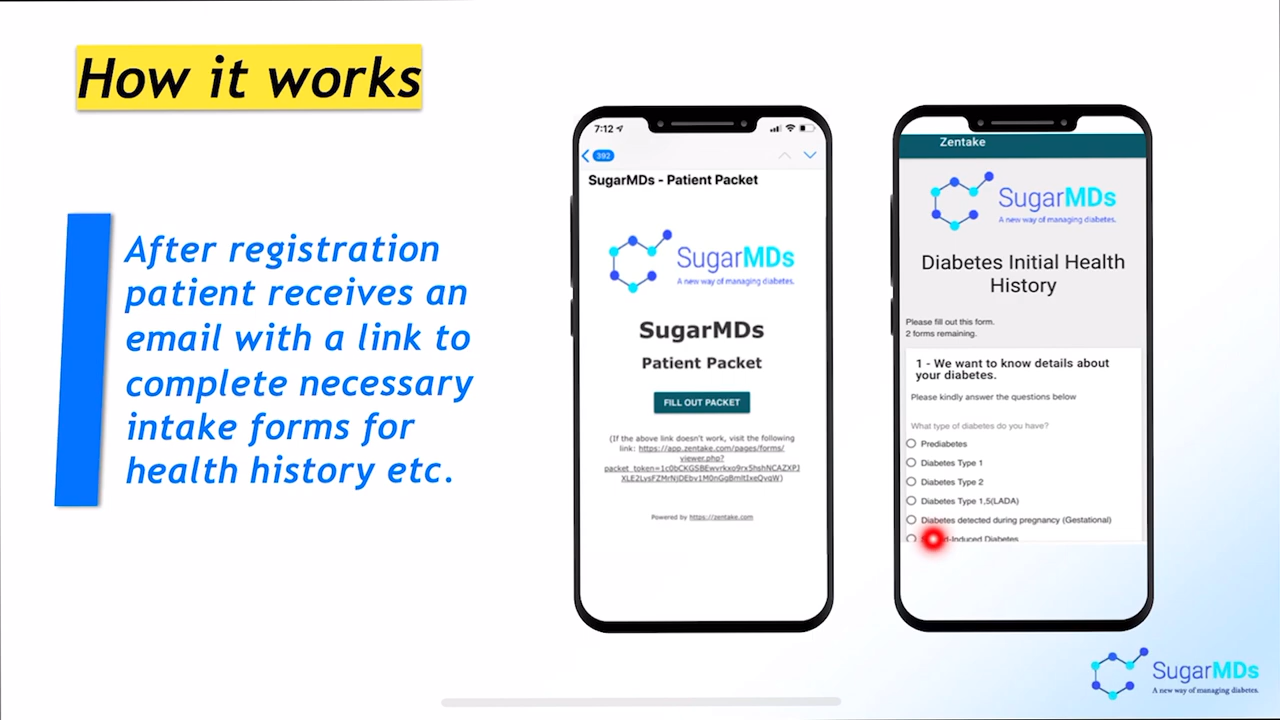 How it works
After registration
patient receives an
email with a link to
complete necessary
intake forms for
health history etc.
7:12
392
SugarMDs - Patient Packet
SugarMDs
A new way of managing diabetes.
SugarMDs
Patient Packet
FILL OUT PACKET
(If the above link doesn't work, visit the following
link: https://app.zentake.com/pages/forms/
viewer.php?
Powered by https://zentake.com
Zentake
SugarMDs
A new way of managing diabetes.
Diabetes Initial Health
History
Please fill out this form.
2 forms remaining.
1 - We want to know details about
your diabetes.
Please kindly answer the questions below
What type of diabetes do you have?
Prediabetes
Diabetes Type 1
Diabetes Type 2
Diabetes Type 1,5(LADA)
Diabetes detected during pregnancy (Gestational)
-Induced Diabetes
SugarMDs
A new way of managing diabetes.